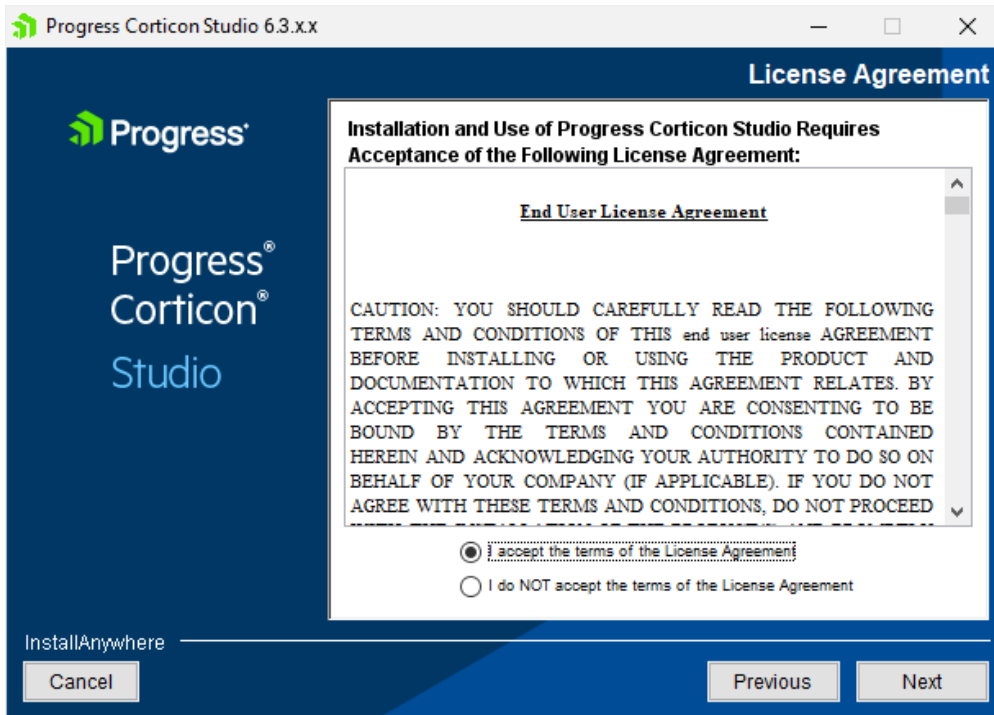 Progress Corticon Studio 6.3.x.x
License Agreement
Progress
Progress®
Corticon®
Studio
Installation and Use of Progress Corticon Studio Requires
Acceptance of the Following License Agreement:
End User License Agreement
CAUTION: YOU SHOULD CAREFULLY READ THE FOLLOWING
TERMS AND CONDITIONS OF THIS end user license AGREEMENT
BEFORE INSTALLING OR USING THE PRODUCT AND
DOCUMENTATION TO WHICH THIS AGREEMENT RELATES. BY
ACCEPTING THIS AGREEMENT YOU ARE CONSENTING TO BE
BOUND BY THE TERMS AND CONDITIONS CONTAINED
HEREIN AND ACKNOWLEDGING YOUR AUTHORITY TO DO SO ON
BEHALF OF YOUR COMPANY (IF APPLICABLE). IF YOU DO NOT
AGREE WITH THESE TERMS AND CONDITIONS, DO NOT PROCEED
I accept the terms of the License Agreement
I do NOT accept the terms of the License Agreement
InstallAnywhere
Cancel
Previous
Next